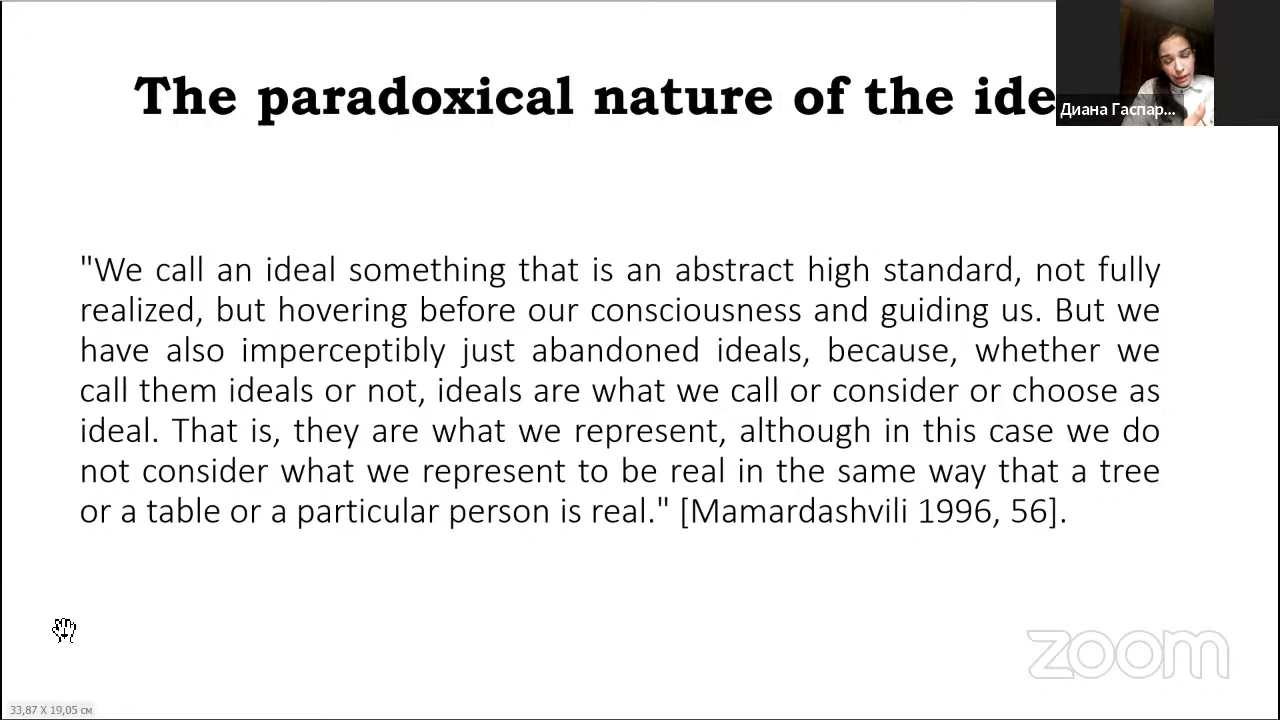 The paradoxical nature of the ide
Диана Гаспар...
"We call an ideal something that is an abstract high standard, not fully
realized, but hovering before our consciousness and guiding us. But we
have also imperceptibly just abandoned ideals, because, whether we
call them ideals or not, ideals are what we call or consider or choose as
ideal. That is, they are what we represent, although in this case we do
not consider what we represent to be real in the same way that a tree
or a table or a particular person is real." [Mamardashvili 1996, 56].
zoom
33,87 X 19,05 см